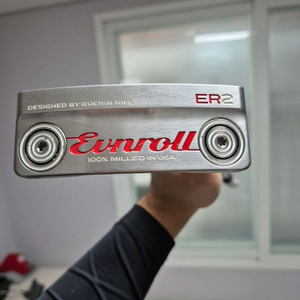 ER2
DESIGNED BY GUERIN RIFE
Evnroll
100% MILLED IN USA